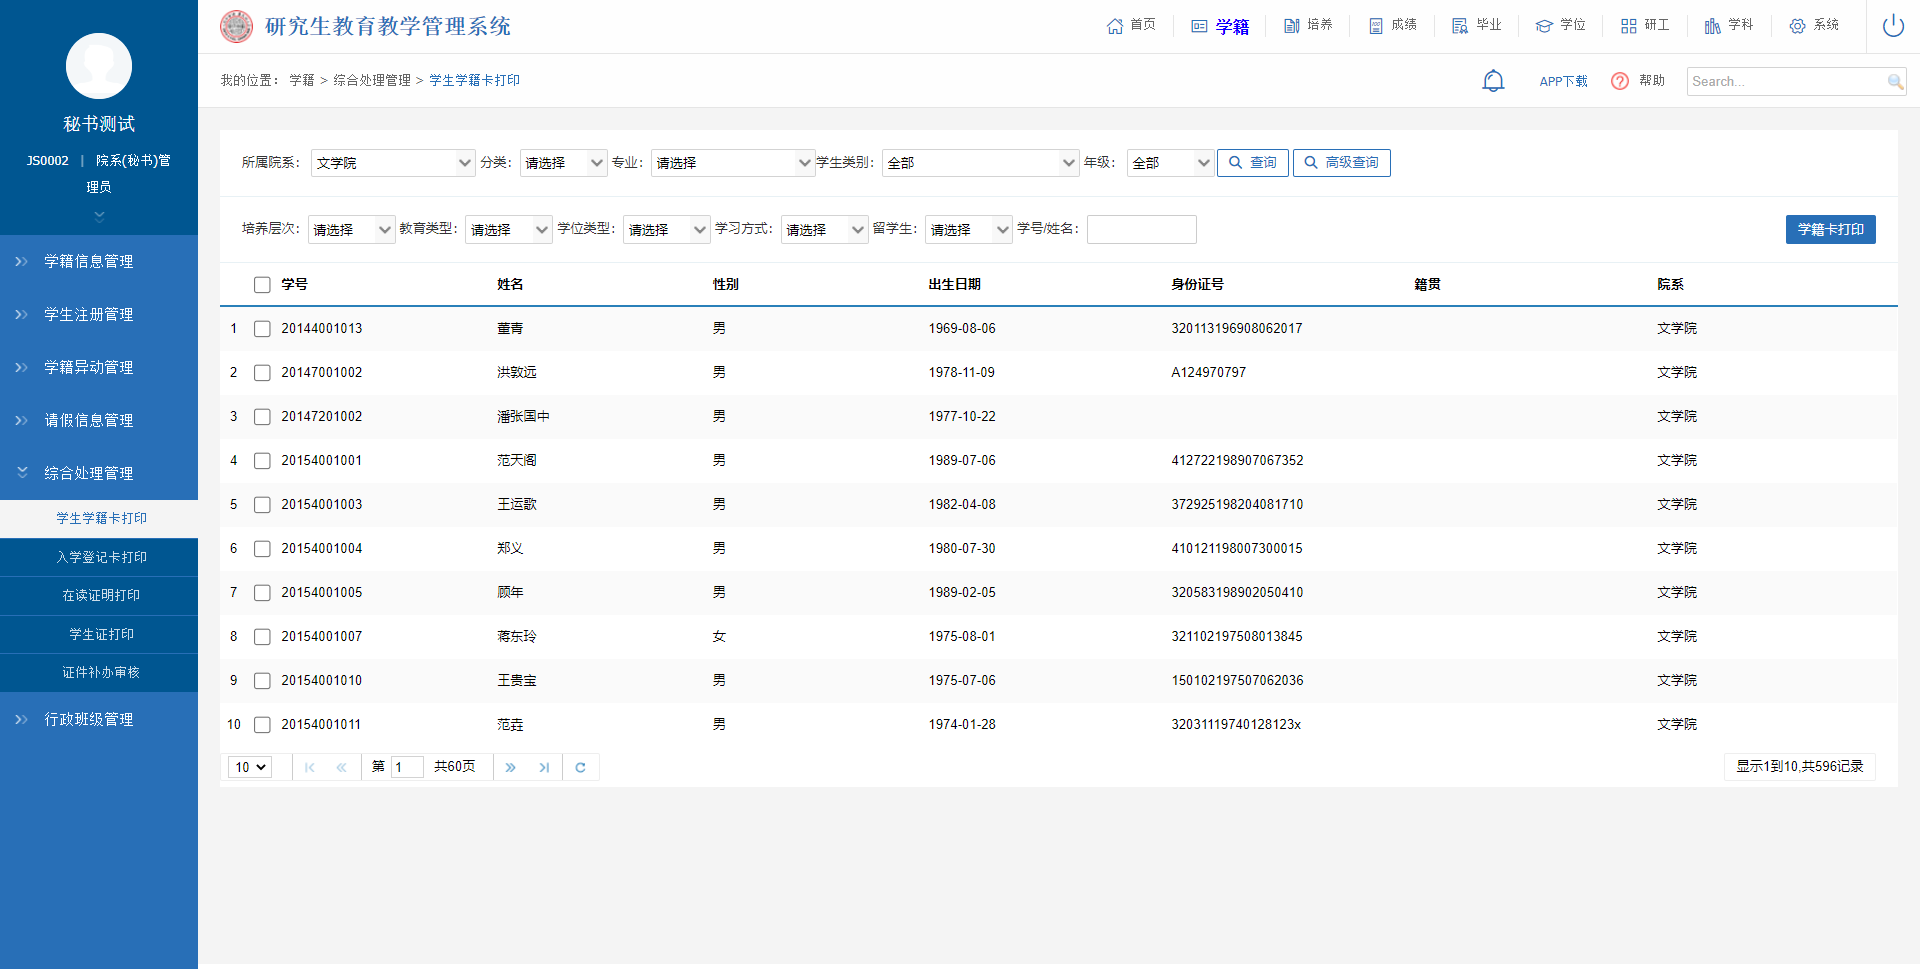 研究生教育教学管理系统
首页 学籍 培养 成绩 毕业 学位 研工 学科 系统
秘书测试
JS0002 | 院系(秘书)管
理员
我的位置： 学籍 > 综合处理管理 > 学生学籍卡打印
APP下载 帮助 Search...
学籍信息管理
学生注册管理
学籍异动管理
请假信息管理
综合处理管理
学生学籍卡打印
入学登记卡打印
在读证明打印
学生证打印
证件补办审核
行政班级管理
所属院系： 文学院 分类： 请选择 专业： 请选择 学生类别： 全部 年级： 全部 查询 高级查询
培养层次： 请选择 教育类型： 请选择 学位类型： 请选择 学习方式： 请选择 留学生： 请选择 学号/姓名： 学籍卡打印
学号 姓名 性别 出生日期 身份证号 籍贯 院系
1 20144001013 董青 男 1969-08-06 320113196908062017 文学院
2 20147001002 洪敦远 男 1978-11-09 A124970797 文学院
3 20147201002 潘张国中 男 1977-10-22 文学院
4 20154001001 范天阁 男 1989-07-06 412722198907067352 文学院
5 20154001003 王运歌 男 1982-04-08 372925198204081710 文学院
6 20154001004 郑义 男 1980-07-30 410121198007300015 文学院
7 20154001005 顾年 男 1989-02-05 320583198902050410 文学院
8 20154001007 蒋东玲 女 1975-08-01 321102197508013845 文学院
9 20154001010 王贵宝 男 1975-07-06 150102197507062036 文学院
10 20154001011 范垚 男 1974-01-28 32031119740128123x 文学院
10 第 1 共60页 显示1到10,共596记录